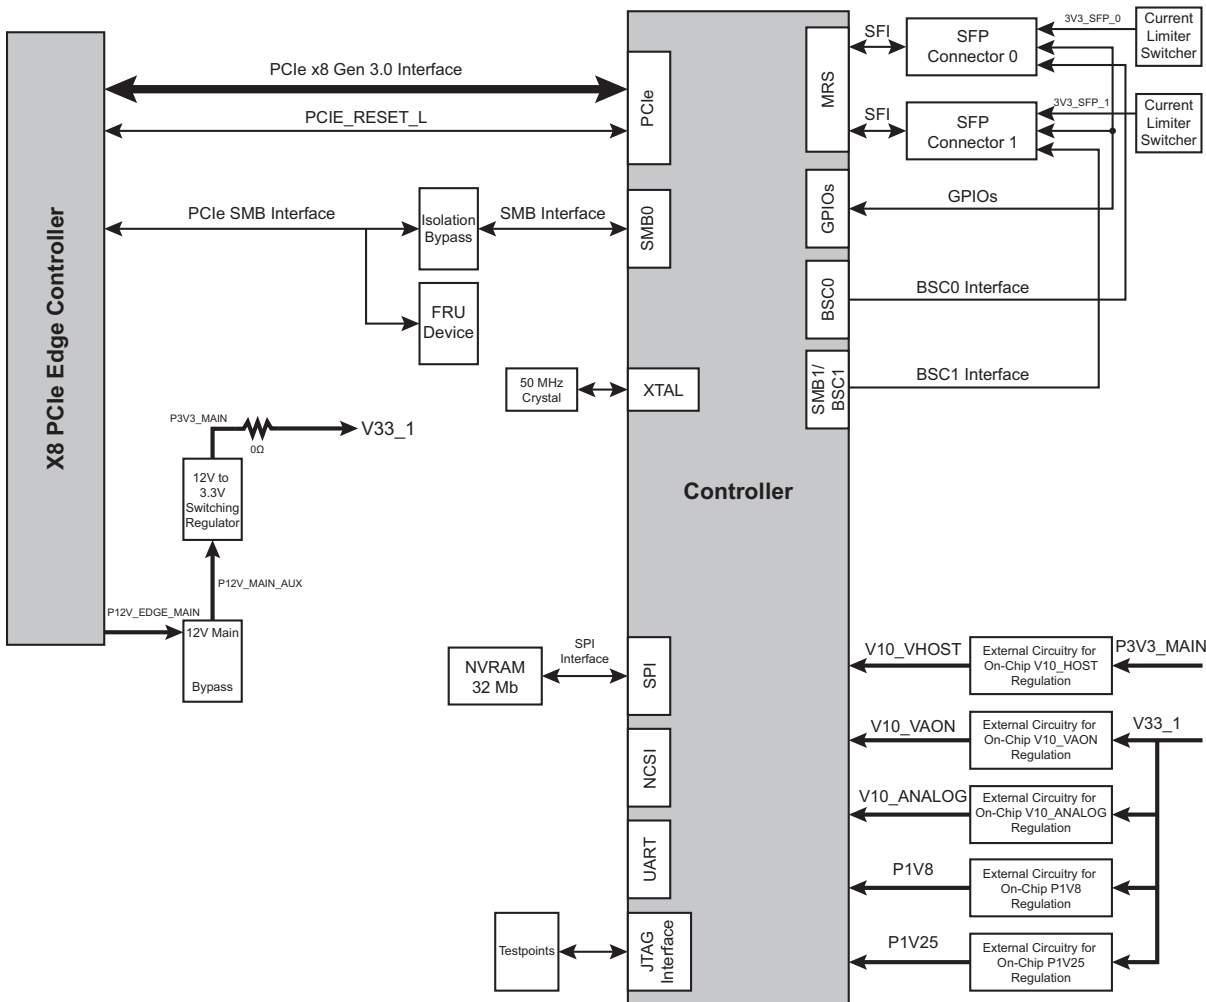 X8 PCIe Edge Controller
PCIe x8 Gen 3.0 Interface
PCIE_RESET_L
PCIe SMB Interface
Isolation
Bypass
SMB Interface
FRU
Device
50 MHz
Crystal
P3V3_MAIN
0Ω
V33_1
12V to
3.3V
Switching
Regulator
P12V_MAIN_AUX
P12V_EDGE_MAIN
12V Main
Bypass
NVRAM
32 Mb
SPI
Interface
Testpoints
PCIe
SMB0
XTAL
SPI
NCSI
UART
JTAG
Interface
Controller
MRS
GPIOs
BSC0
SMB1/
BSC1
SFI
SFP
Connector 0
3V3_SFP_0
Current
Limiter
Switcher
SFI
SFP
Connector 1
3V3_SFP_1
Current
Limiter
Switcher
GPIOs
BSC0 Interface
BSC1 Interface
V10_VHOST
External Circuitry for
On-Chip V10_HOST
Regulation
P3V3_MAIN
V10_VAON
External Circuitry for
On-Chip V10_VAON
Regulation
V33_1
V10_ANALOG
External Circuitry for
On-Chip V10_ANALOG
Regulation
P1V8
External Circuitry for
On-Chip P1V8
Regulation
P1V25
External Circuitry for
On-Chip P1V25
Regulation